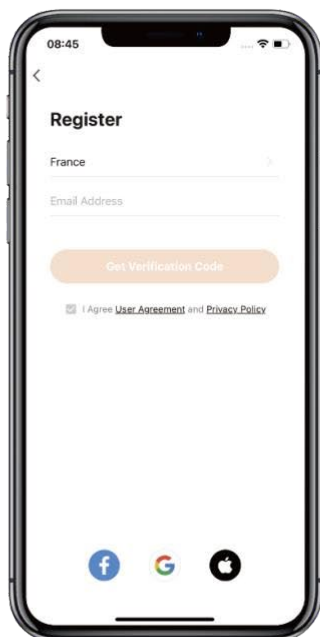 08:45
Register
France
Email Address
Get Verification Code
I Agree User Agreement and Privacy Policy